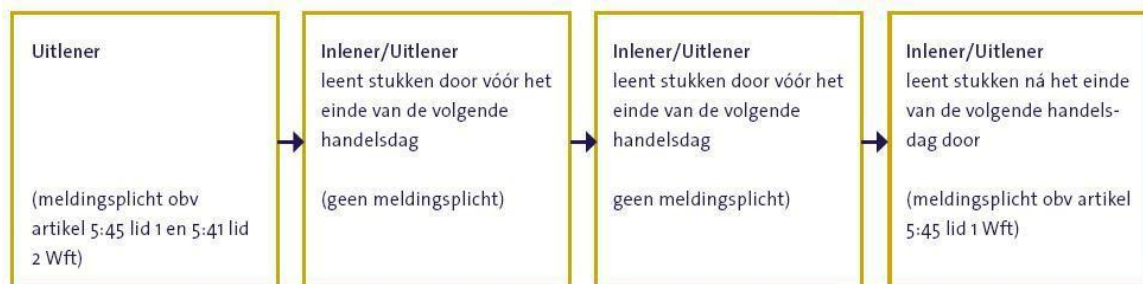 Uitlener
(meldingsplicht obv
artikel 5:45 lid 1 en 5:41 lid
2 Wft)
Inlener/Uitlener
leent stukken door vóór het
einde van de volgende
handelsdag
(geen meldingsplicht)
Inlener/Uitlener
leent stukken door vóór het
einde van de volgende
handelsdag
geen meldingsplicht)
Inlener/Uitlener
leent stukken ná het einde
van de volgende handels-
dag door
(meldingsplicht obv artikel
5:45 lid 1 Wft)